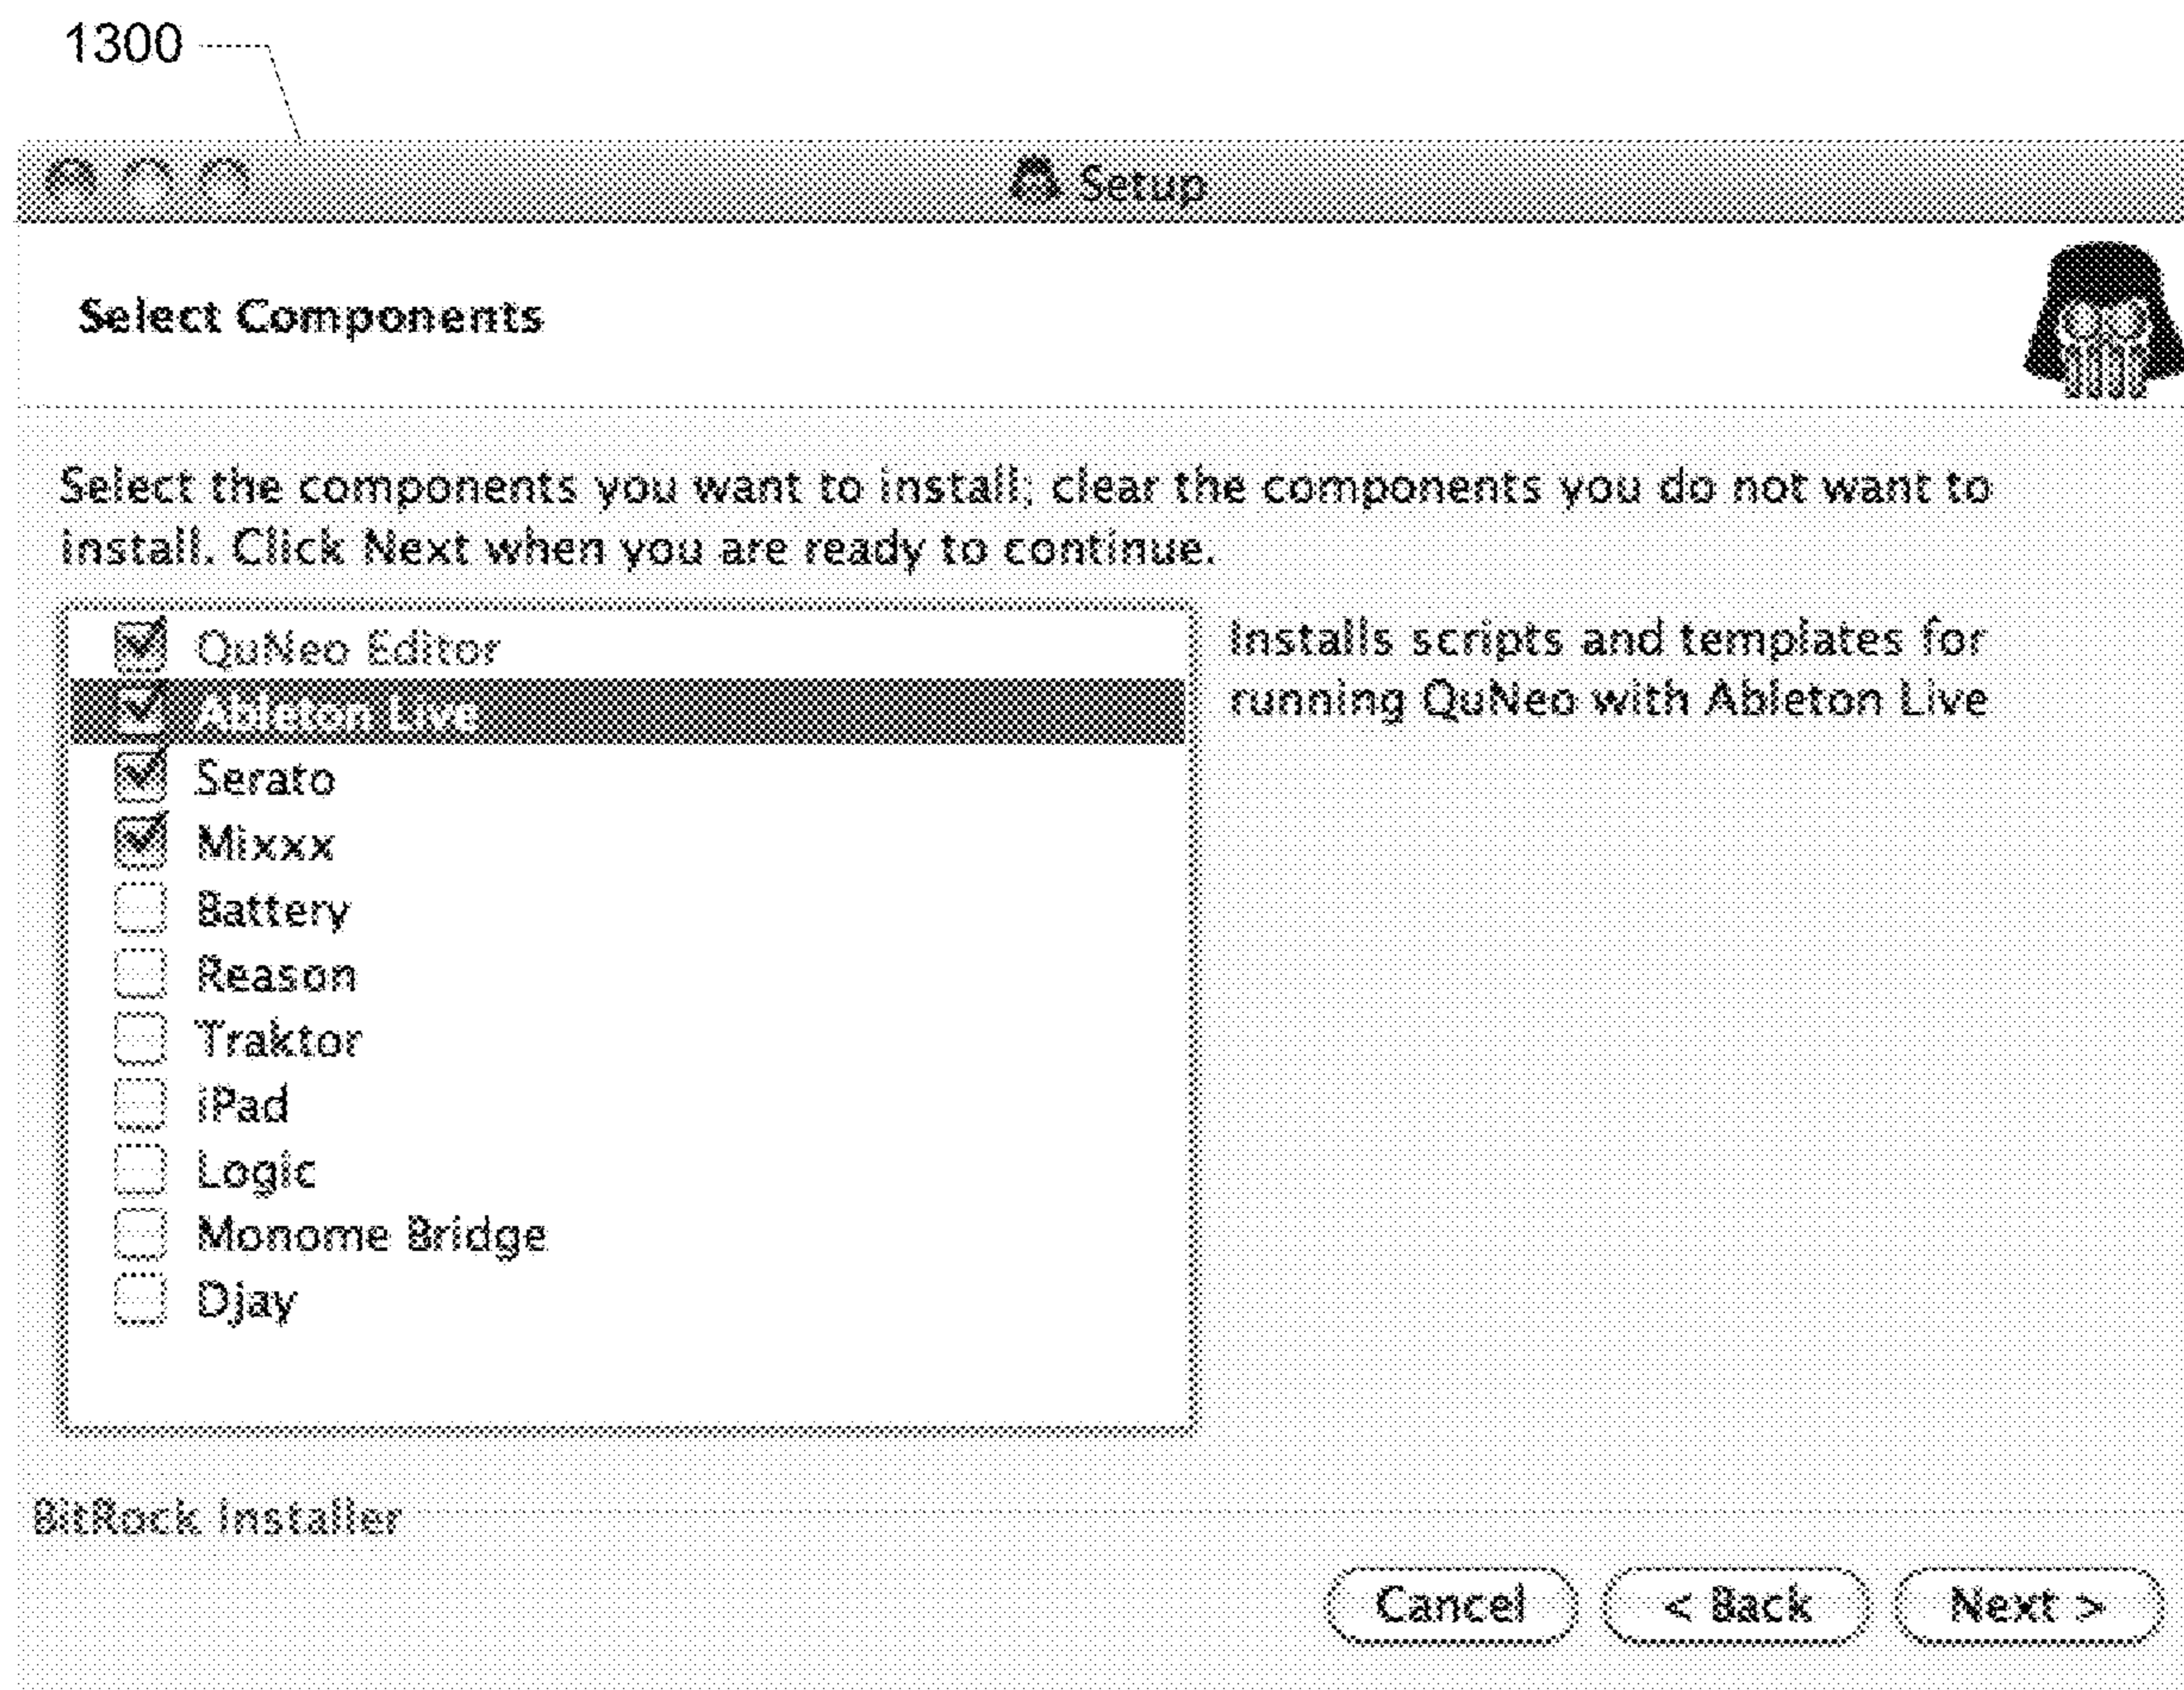 1300
Setup
Select Components
Select the components you want to install; clear the components you do not want to
install. Click Next when you are ready to continue.
QuNeo Editor
Ableton Live
Serato
Mixxx
Battery
Reason
Traktor
iPad
Logic
Monome Bridge
Djay
Installs scripts and templates for
running QuNeo with Ableton Live
BitRock Installer
Cancel
< Back
Next >